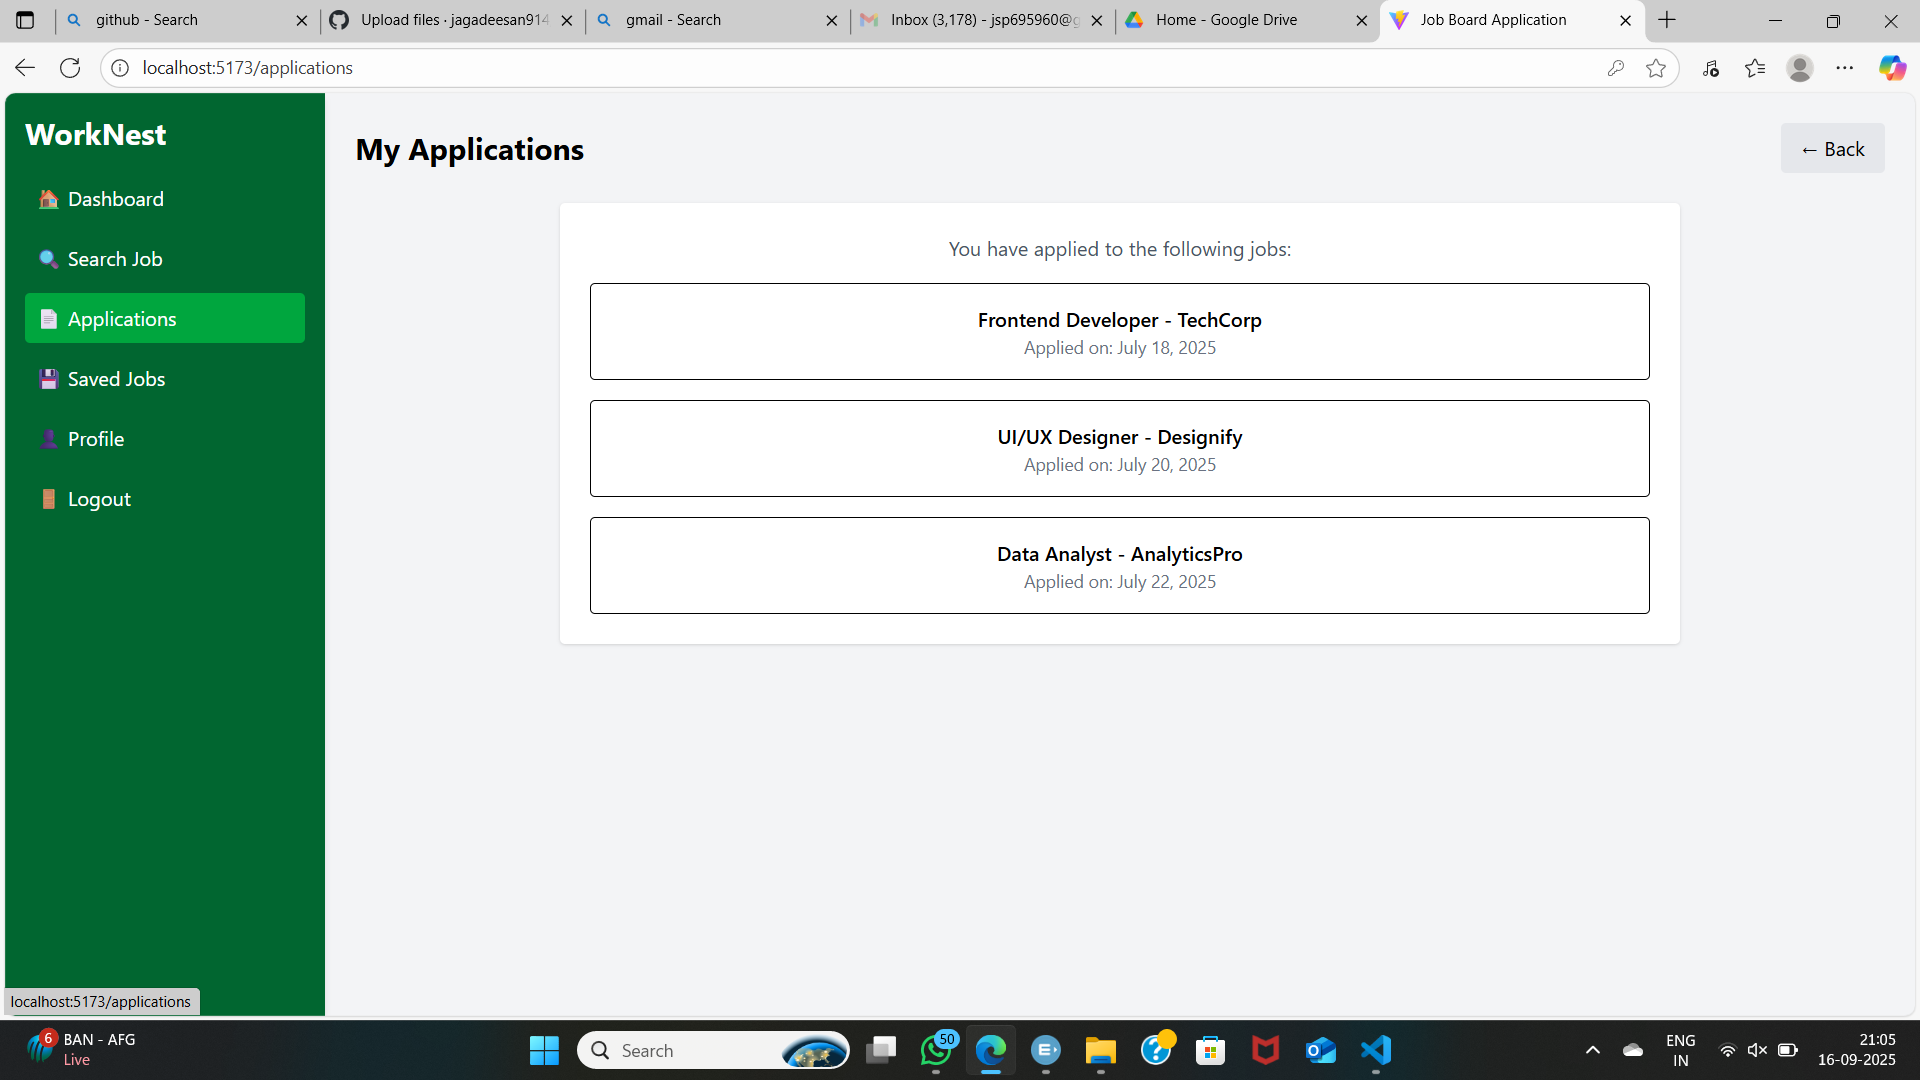 github - Search
Upload files · jagadeesan914
gmail - Search
Inbox (3,178) - jsp695960@g
Home - Google Drive
Job Board Application
localhost:5173/applications
WorkNest
Dashboard
Search Job
Applications
Saved Jobs
Profile
Logout
My Applications
← Back
You have applied to the following jobs:
Frontend Developer - TechCorp
Applied on: July 18, 2025
UI/UX Designer - Designify
Applied on: July 20, 2025
Data Analyst - AnalyticsPro
Applied on: July 22, 2025
localhost:5173/applications
6
BAN - AFG
Live
Search
50
ENG
IN
21:05
16-09-2025